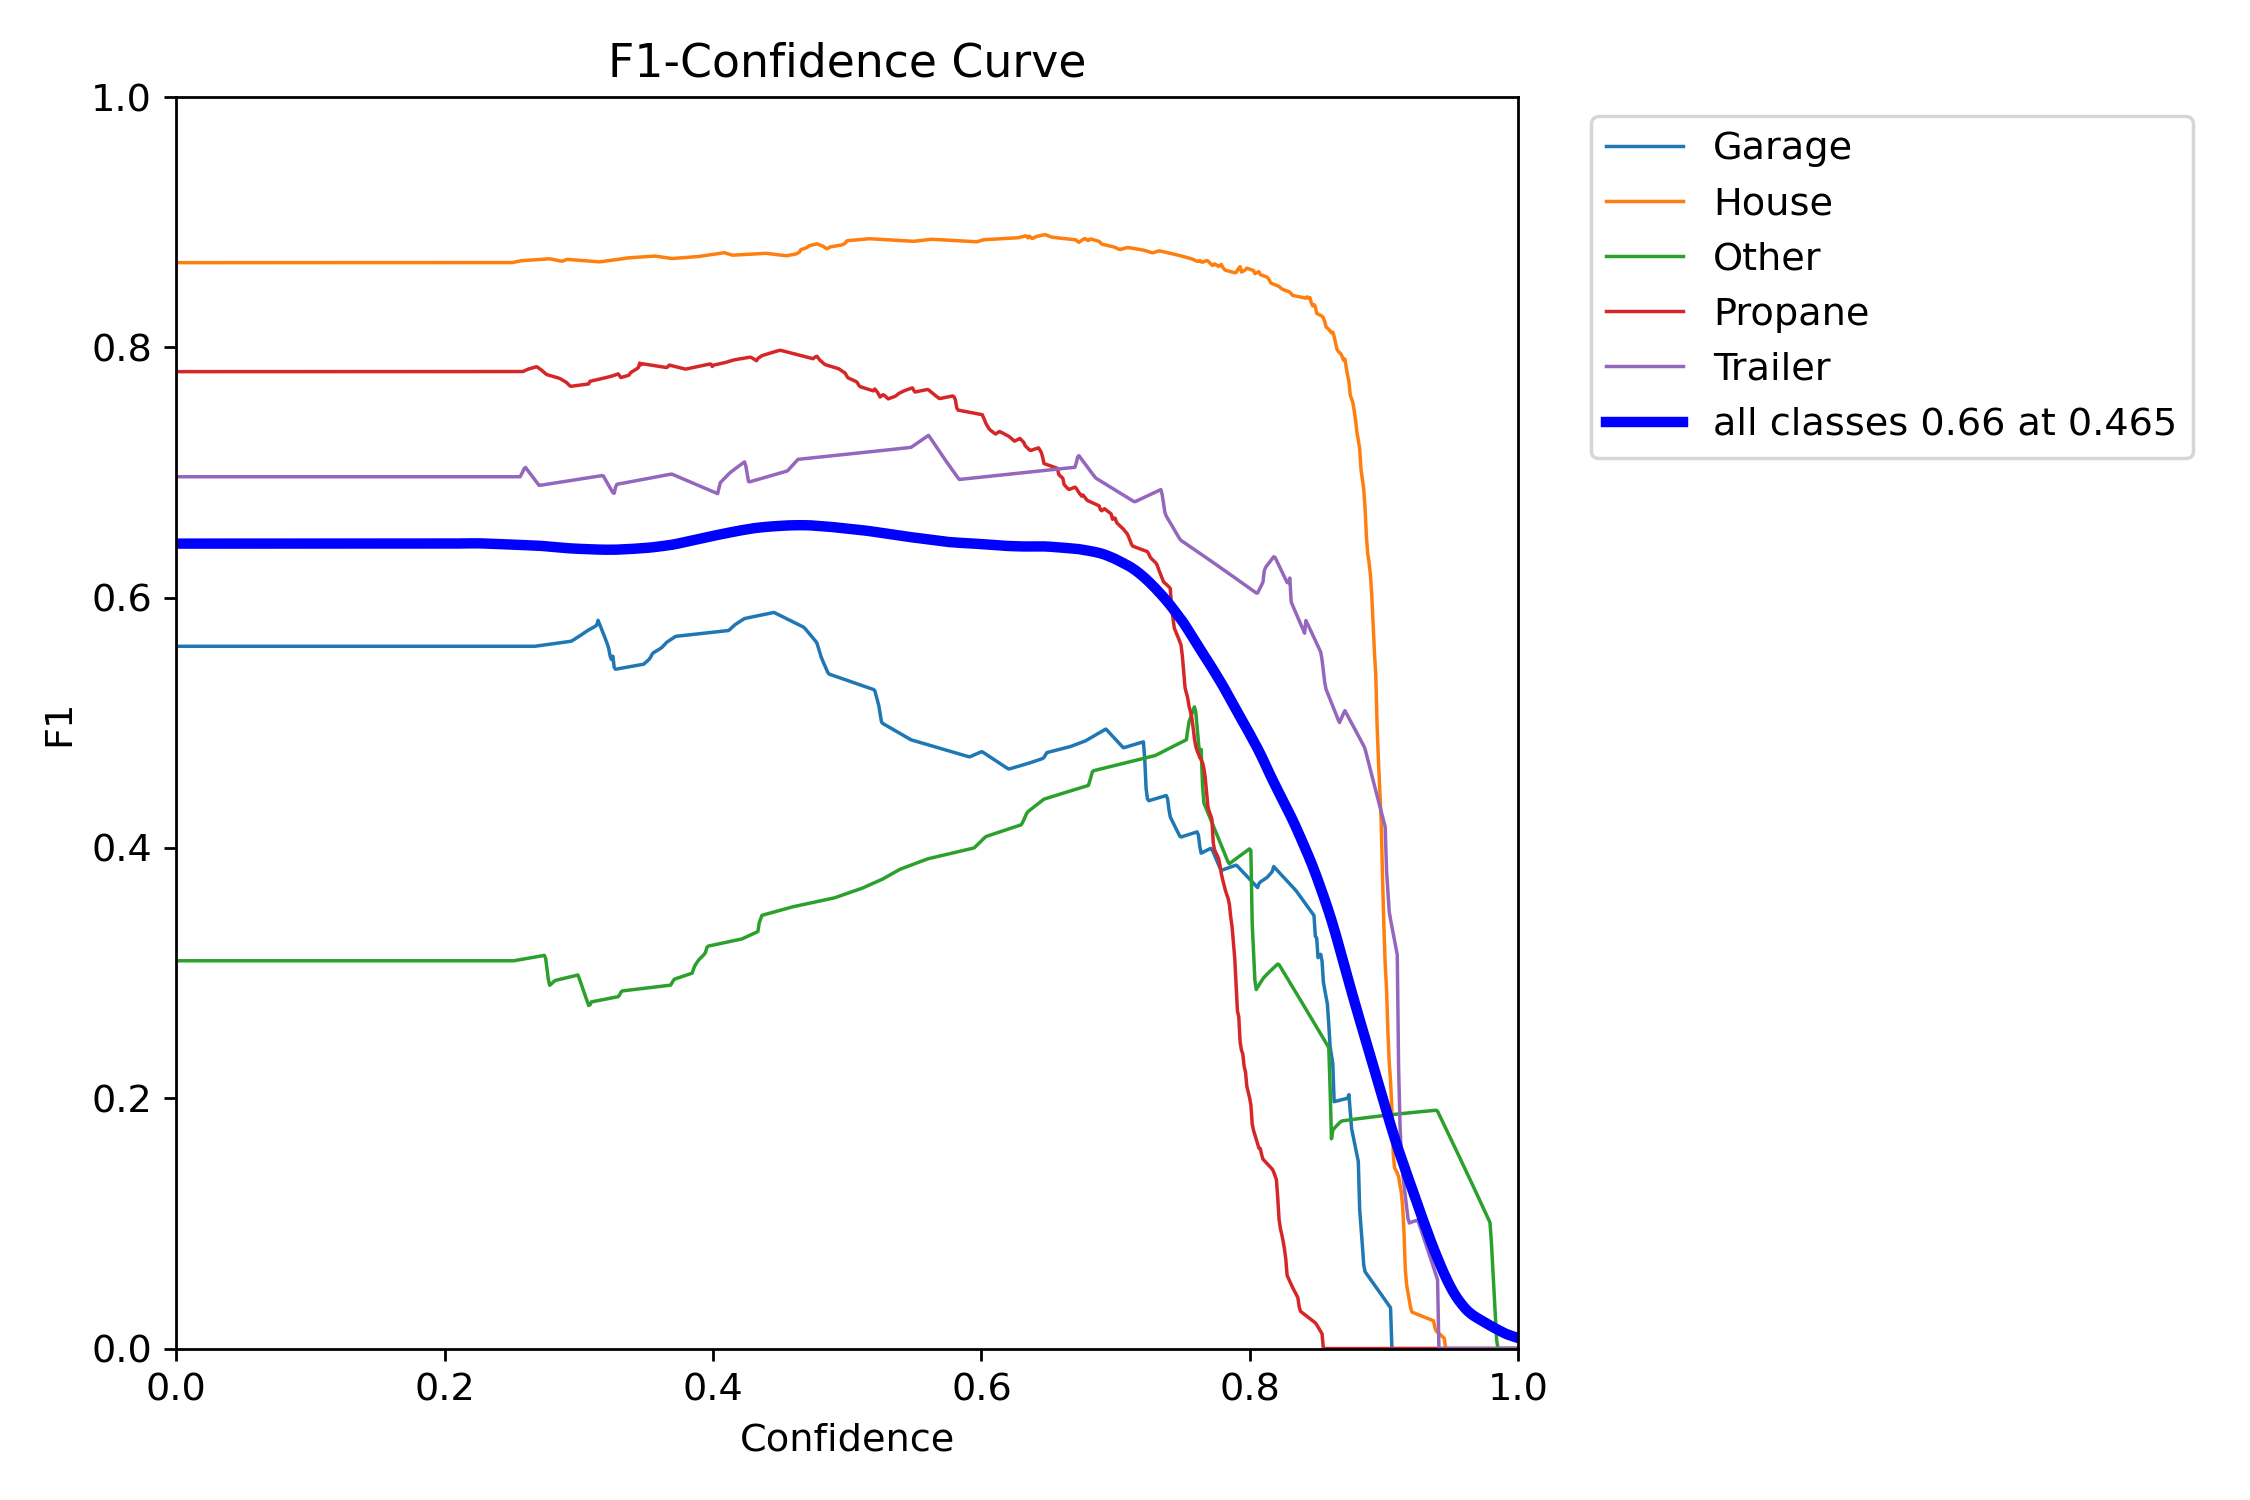 F1-Confidence Curve
1.0
0.8
0.6
0.4
0.2
0.0
F1
0.0 0.2 0.4 0.6 0.8 1.0
Confidence
Garage
House
Other
Propane
Trailer
all classes 0.66 at 0.465